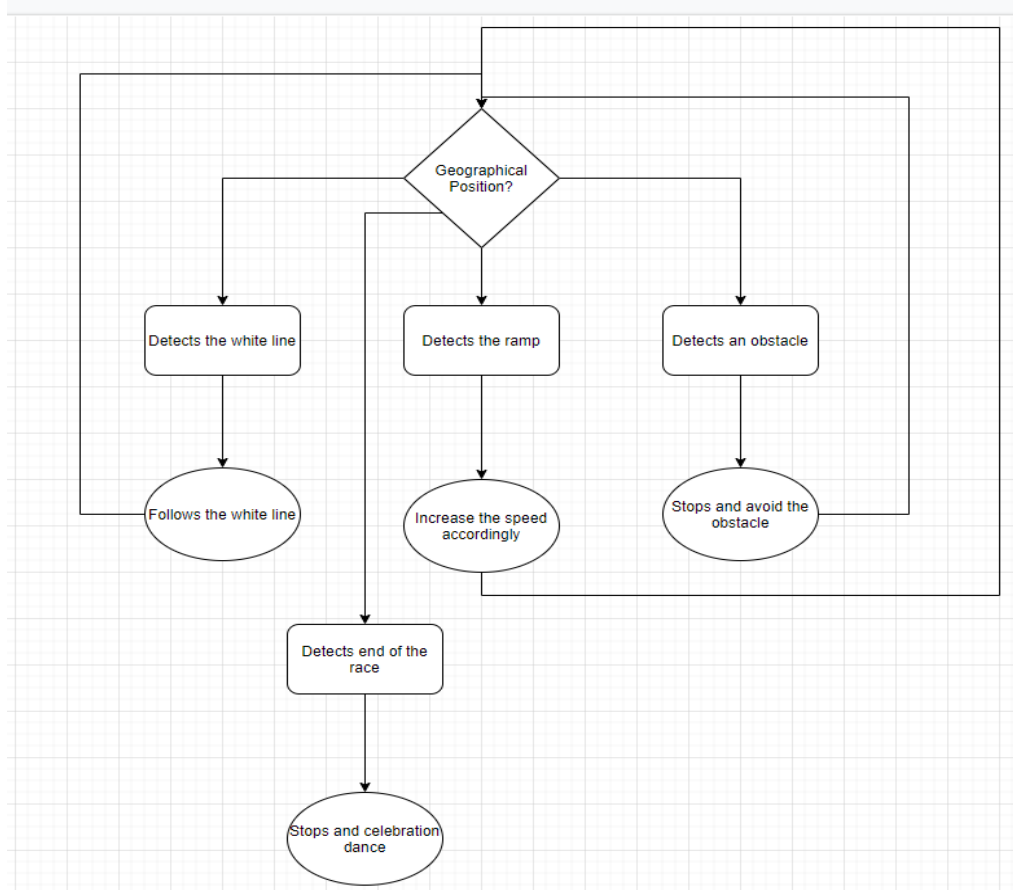 Geographical
Position?
Detects the white line
Detects the ramp
Detects an obstacle
Follows the white line
Increase the speed
accordingly
Stops and avoid the
obstacle
Detects end of the
race
Stops and celebration
dance